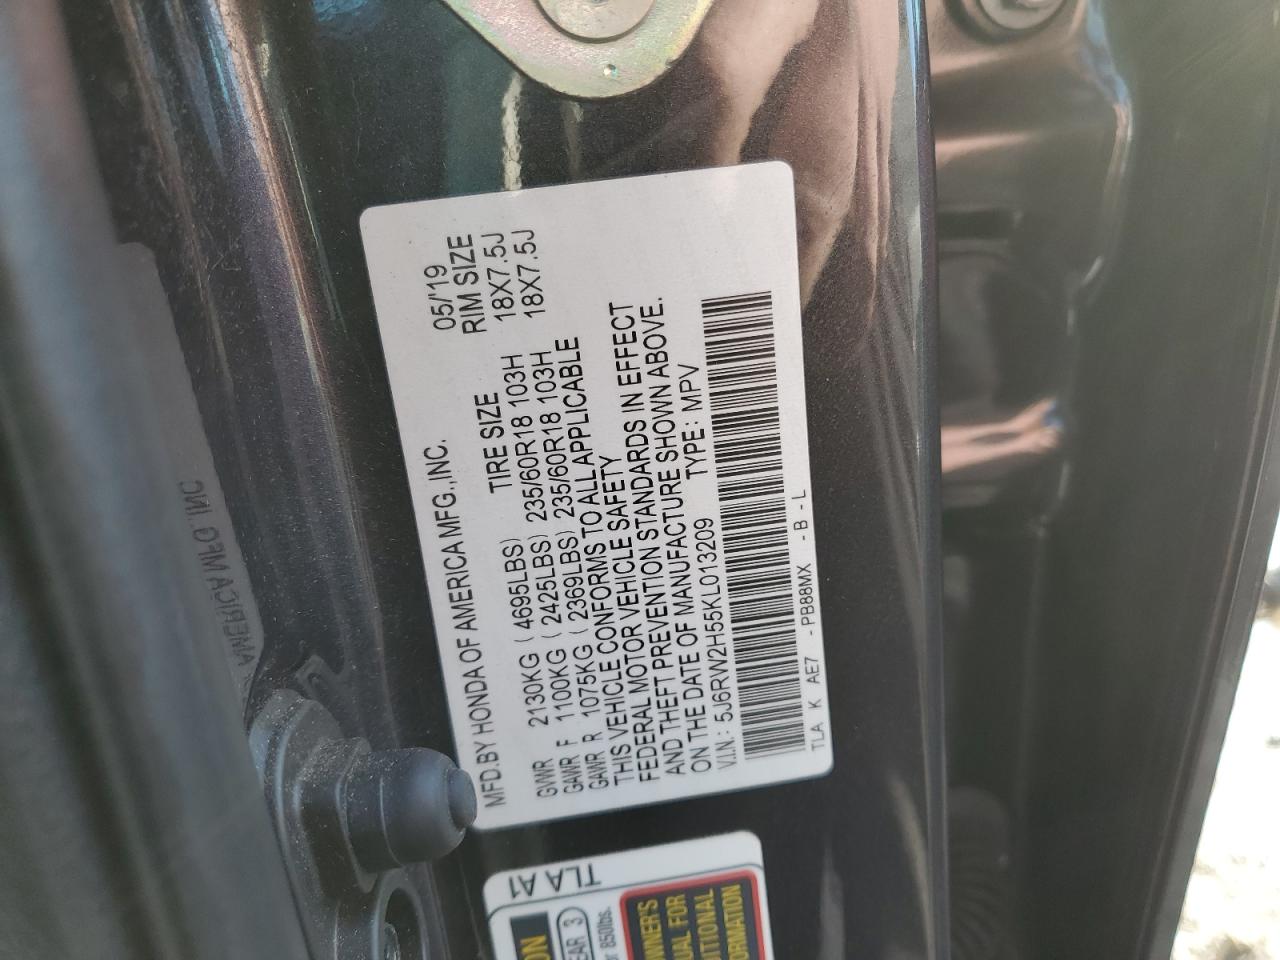 MFD.BY HONDA OF AMERICA MFG.,INC. 05/'19
TIRE SIZE RIM SIZE
GVWR 2130KG ( 4695LBS)
GAWR F 1100KG ( 2425LBS) 235/60R18 103H 18X7.5J
GAWR R 1075KG ( 2369LBS) 235/60R18 103H 18X7.5J
THIS VEHICLE CONFORMS TO ALL APPLICABLE
FEDERAL MOTOR VEHICLE SAFETY
AND THEFT PREVENTION STANDARDS IN EFFECT
ON THE DATE OF MANUFACTURE SHOWN ABOVE.
V.I.N.: 5J6RW2H55KL013209 TYPE: MPV
TLA K AE7 - PB88MX - B - L
TLA A1
EAR 3
850lbs.